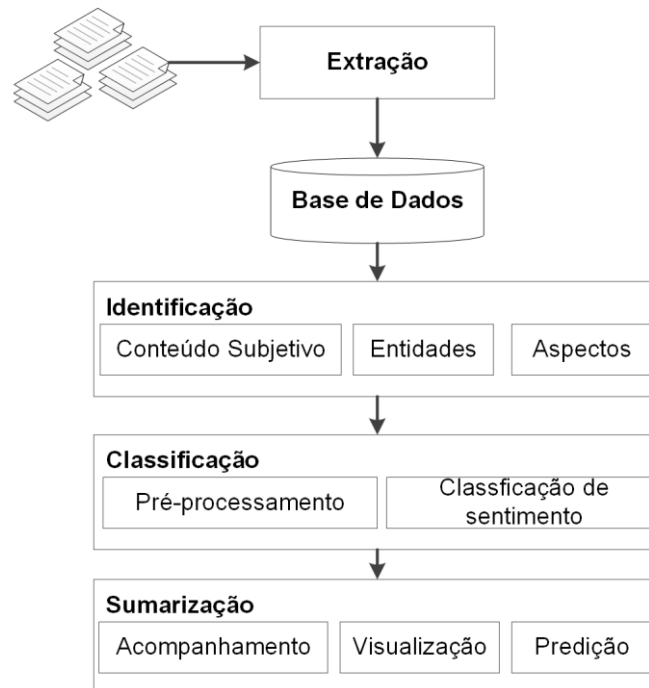 Extração
Base de Dados
Identificação
Conteúdo Subjetivo
Entidades
Aspectos
Classificação
Pré-processamento
Classficação de
sentimento
Sumarização
Acompanhamento
Visualização
Predição